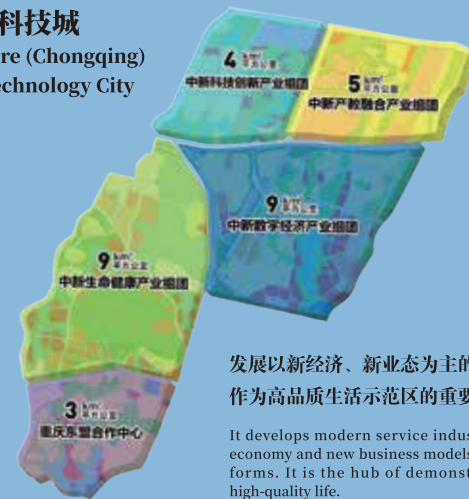 科技城
re (Chongqing)
echnology City
4 km² 平方公里
中新科技创新产业组团
5 km² 平方公里
中新产教融合产业组团
9 km² 平方公里
中新数字经济产业组团
9 km² 平方公里
中新生命健康产业组团
3 km² 平方公里
重庆东盟合作中心
发展以新经济、新业态为主的
作为高品质生活示范区的重要
It develops modern service indus
economy and new business models
forms. It is the hub of demonst
high-quality life.